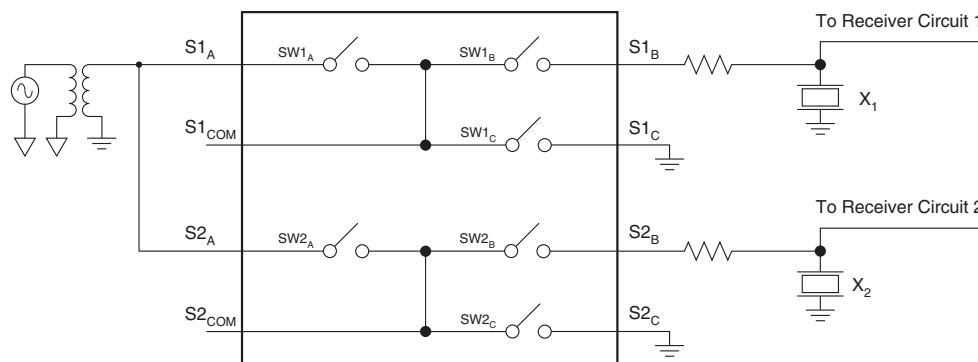 To Receiver Circuit 1
S1A SW1A SW1B S1B
X1
S1COM SW1C S1C
To Receiver Circuit 2
S2A SW2A SW2B S2B
X2
S2COM SW2C S2C